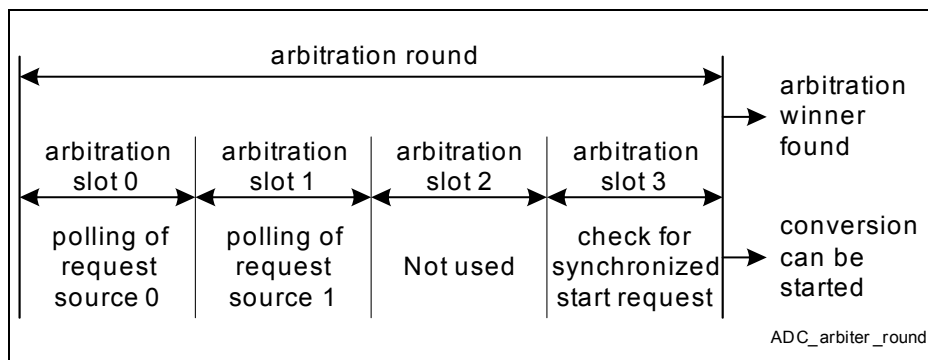 arbitration round
arbitration
winner
found
arbitration
slot 0
arbitration
slot 1
arbitration
slot 2
arbitration
slot 3
polling of
request
source 0
polling of
request
source 1
Not used
check for
synchronized
start request
conversion
can be
started
ADC_arbiter_round